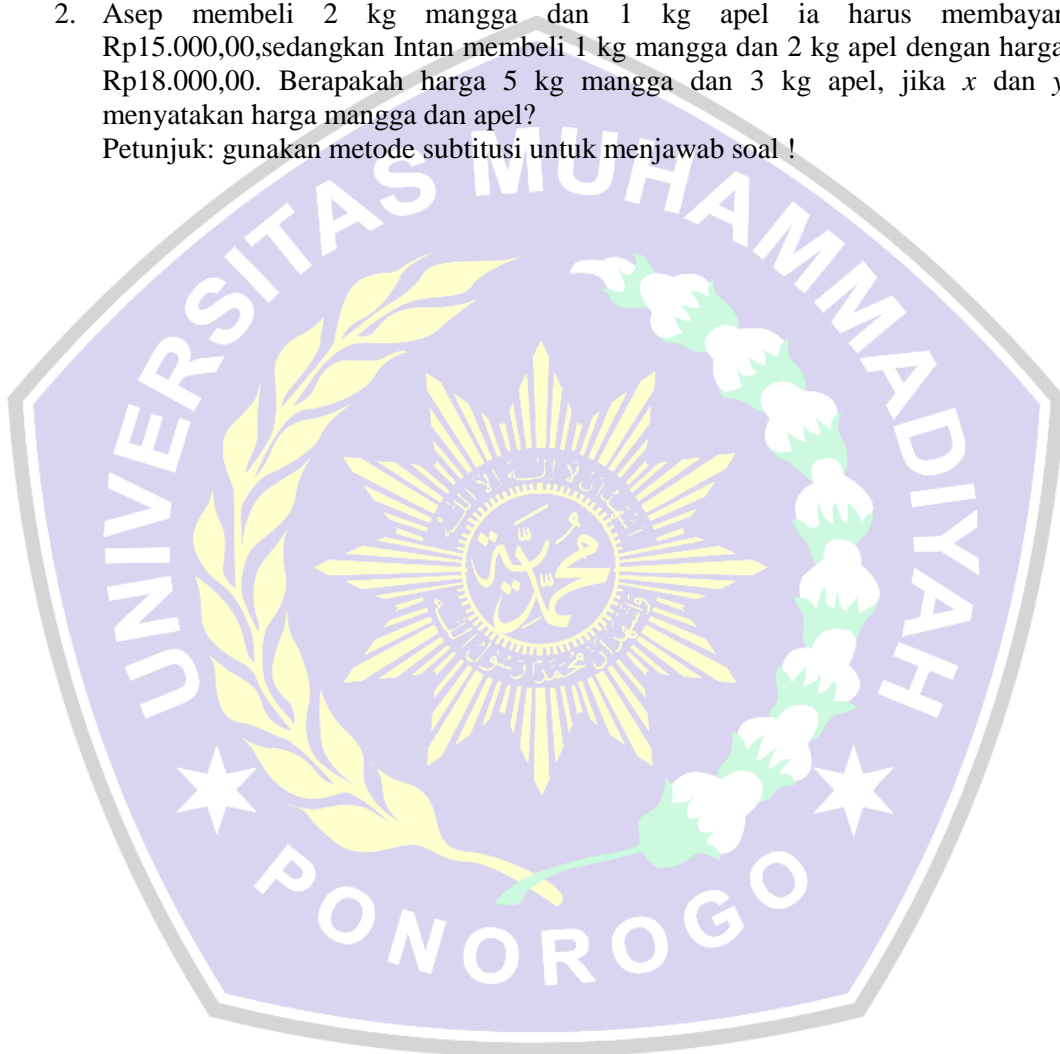 2. Asep membeli 2 kg mangga dan 1 kg apel ia harus membayar
Rp15.000,00,sedangkan Intan membeli 1 kg mangga dan 2 kg apel dengan harga
Rp18.000,00. Berapakah harga 5 kg mangga dan 3 kg apel, jika x dan y
menyatakan harga mangga dan apel?
Petunjuk: gunakan metode subtitusi untuk menjawab soal !
UNIVERSITAS MUHAMMADIYAH
PONOROGO